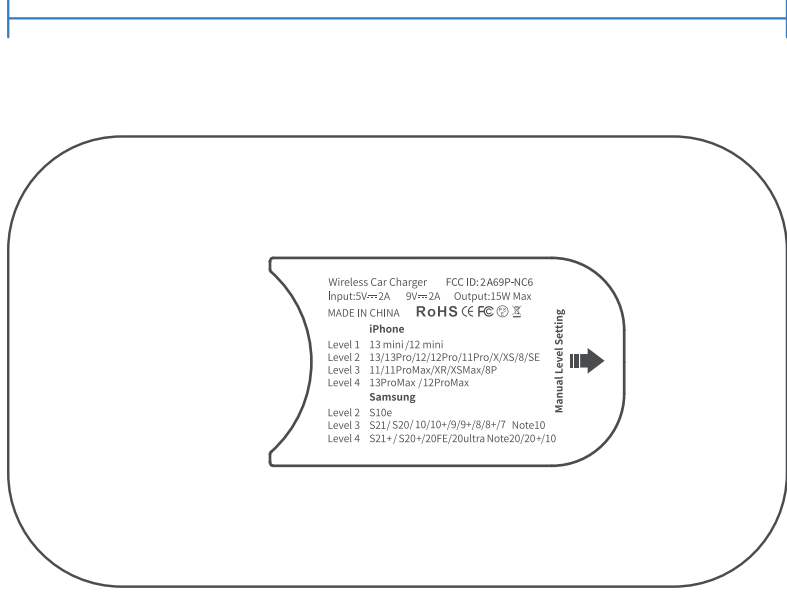 Wireless Car Charger FCC ID: 2A69P-NC6
Input:5V⎓2A 9V⎓2A Output:15W Max
MADE IN CHINA RoHS CE FC
iPhone
Level 1 13 mini /12 mini
Level 2 13/13Pro/12/12Pro/11Pro/X/XS/8/SE
Level 3 11/11ProMax/XR/XSMax/8P
Level 4 13ProMax /12ProMax
Samsung
Level 2 S10e
Level 3 S21/ S20/ 10/10+/9/9+/8/8+/7 Note10
Level 4 S21+/ S20+/20FE/20ultra Note20/20+/10
Manual Level Setting